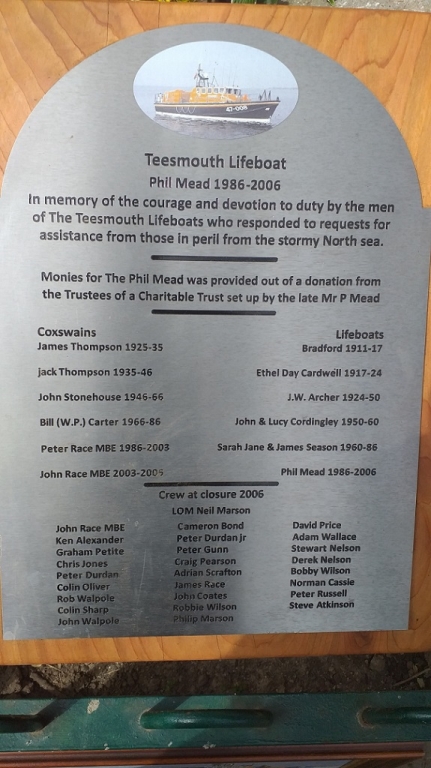 47-008
Teesmouth Lifeboat
Phil Mead 1986-2006
In memory of the courage and devotion to duty by the men
of The Teesmouth Lifeboats who responded to requests for
assistance from those in peril from the stormy North sea.
Monies for The Phil Mead was provided out of a donation from
the Trustees of a Charitable Trust set up by the late Mr P Mead
Coxswains
James Thompson 1925-35
jack Thompson 1935-46
John Stonehouse 1946-66
Bill (W.P.) Carter 1966-86
Peter Race MBE 1986-2003
John Race MBE 2003-2005
Lifeboats
Bradford 1911-17
Ethel Day Cardwell 1917-24
J.W. Archer 1924-50
John & Lucy Cordingley 1950-60
Sarah Jane & James Season 1960-86
Phil Mead 1986-2006
Crew at closure 2006
LOM Neil Marson
John Race MBE
Ken Alexander
Graham Petite
Chris Jones
Peter Durdan
Colin Oliver
Rob Walpole
Colin Sharp
John Walpole
Cameron Bond
Peter Durdan jr
Peter Gunn
Craig Pearson
Adrian Scrafton
James Race
John Coates
Robbie Wilson
Philip Marson
David Price
Adam Wallace
Stewart Nelson
Derek Nelson
Bobby Wilson
Norman Cassie
Peter Russell
Steve Atkinson